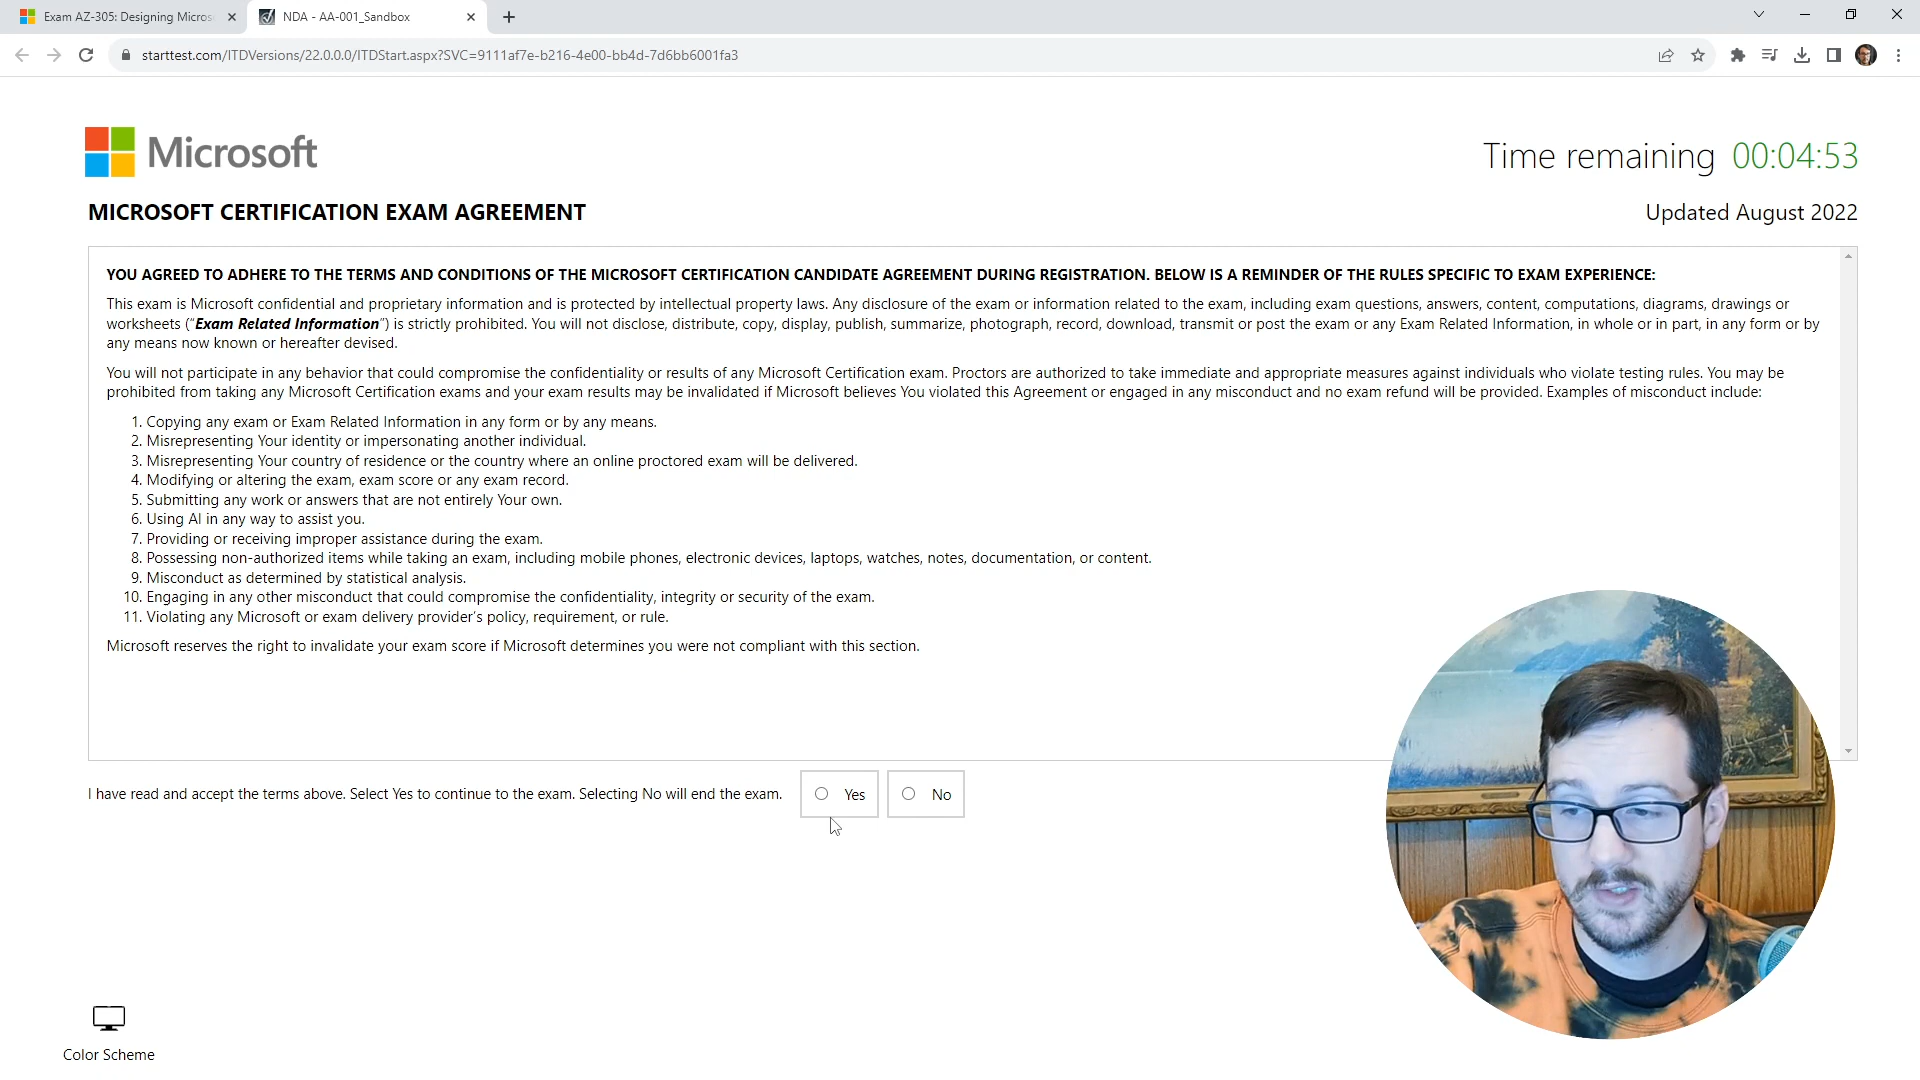 Exam AZ-305: Designing Micros
NDA - AA-001_Sandbox
starttest.com/ITDVersions/22.0.0.0/ITDStart.aspx?SVC=9111af7e-b216-4e00-bb4d-7d6bb6001fa3
Microsoft
Time remaining 00:04:53
MICROSOFT CERTIFICATION EXAM AGREEMENT
Updated August 2022
YOU AGREED TO ADHERE TO THE TERMS AND CONDITIONS OF THE MICROSOFT CERTIFICATION CANDIDATE AGREEMENT DURING REGISTRATION. BELOW IS A REMINDER OF THE RULES SPECIFIC TO EXAM EXPERIENCE:
This exam is Microsoft confidential and proprietary information and is protected by intellectual property laws. Any disclosure of the exam or information related to the exam, including exam questions, answers, content, computations, diagrams, drawings or
worksheets (“Exam Related Information”) is strictly prohibited. You will not disclose, distribute, copy, display, publish, summarize, photograph, record, download, transmit or post the exam or any Exam Related Information, in whole or in part, in any form or by
any means now known or hereafter devised.
You will not participate in any behavior that could compromise the confidentiality or results of any Microsoft Certification exam. Proctors are authorized to take immediate and appropriate measures against individuals who violate testing rules. You may be
prohibited from taking any Microsoft Certification exams and your exam results may be invalidated if Microsoft believes You violated this Agreement or engaged in any misconduct and no exam refund will be provided. Examples of misconduct include:
1. Copying any exam or Exam Related Information in any form or by any means.
2. Misrepresenting Your identity or impersonating another individual.
3. Misrepresenting Your country of residence or the country where an online proctored exam will be delivered.
4. Modifying or altering the exam, exam score or any exam record.
5. Submitting any work or answers that are not entirely Your own.
6. Using AI in any way to assist you.
7. Providing or receiving improper assistance during the exam.
8. Possessing non-authorized items while taking an exam, including mobile phones, electronic devices, laptops, watches, notes, documentation, or content.
9. Misconduct as determined by statistical analysis.
10. Engaging in any other misconduct that could compromise the confidentiality, integrity or security of the exam.
11. Violating any Microsoft or exam delivery provider’s policy, requirement, or rule.
Microsoft reserves the right to invalidate your exam score if Microsoft determines you were not compliant with this section.
I have read and accept the terms above. Select Yes to continue to the exam. Selecting No will end the exam.
Yes
No
Color Scheme